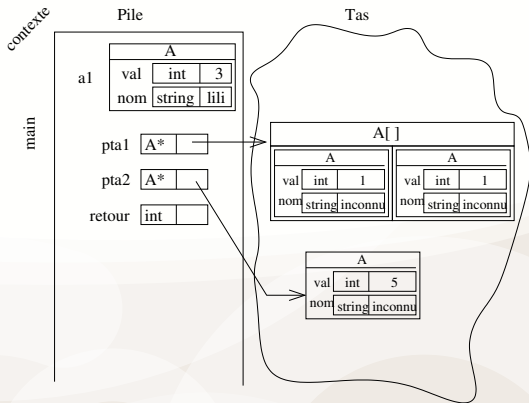 contexte
Pile
Tas
main
A
a1
val int 3
nom string lili
pta1 A*
pta2 A*
retour int
A[ ]
A
val int 1
nom string inconnu
A
val int 1
nom string inconnu
A
val int 5
nom string inconnu